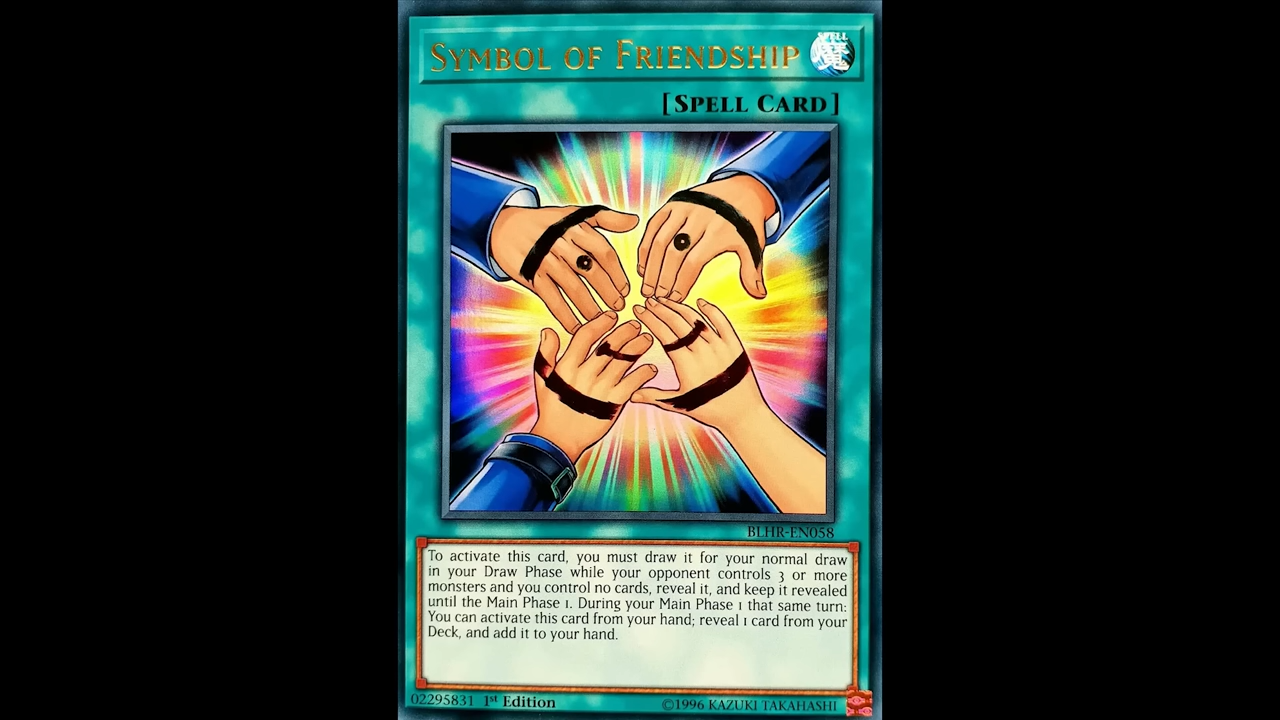 SYMBOL OF FRIENDSHIP
SPELL
魔
[SPELL CARD]
BLHR-EN058
To activate this card, you must draw it for your normal draw
in your Draw Phase while your opponent controls 3 or more
monsters and you control no cards, reveal it, and keep it revealed
until the Main Phase 1. During your Main Phase 1 that same turn:
You can activate this card from your hand; reveal 1 card from your
Deck, and add it to your hand.
02295831 1st Edition
©1996 KAZUKI TAKAHASHI